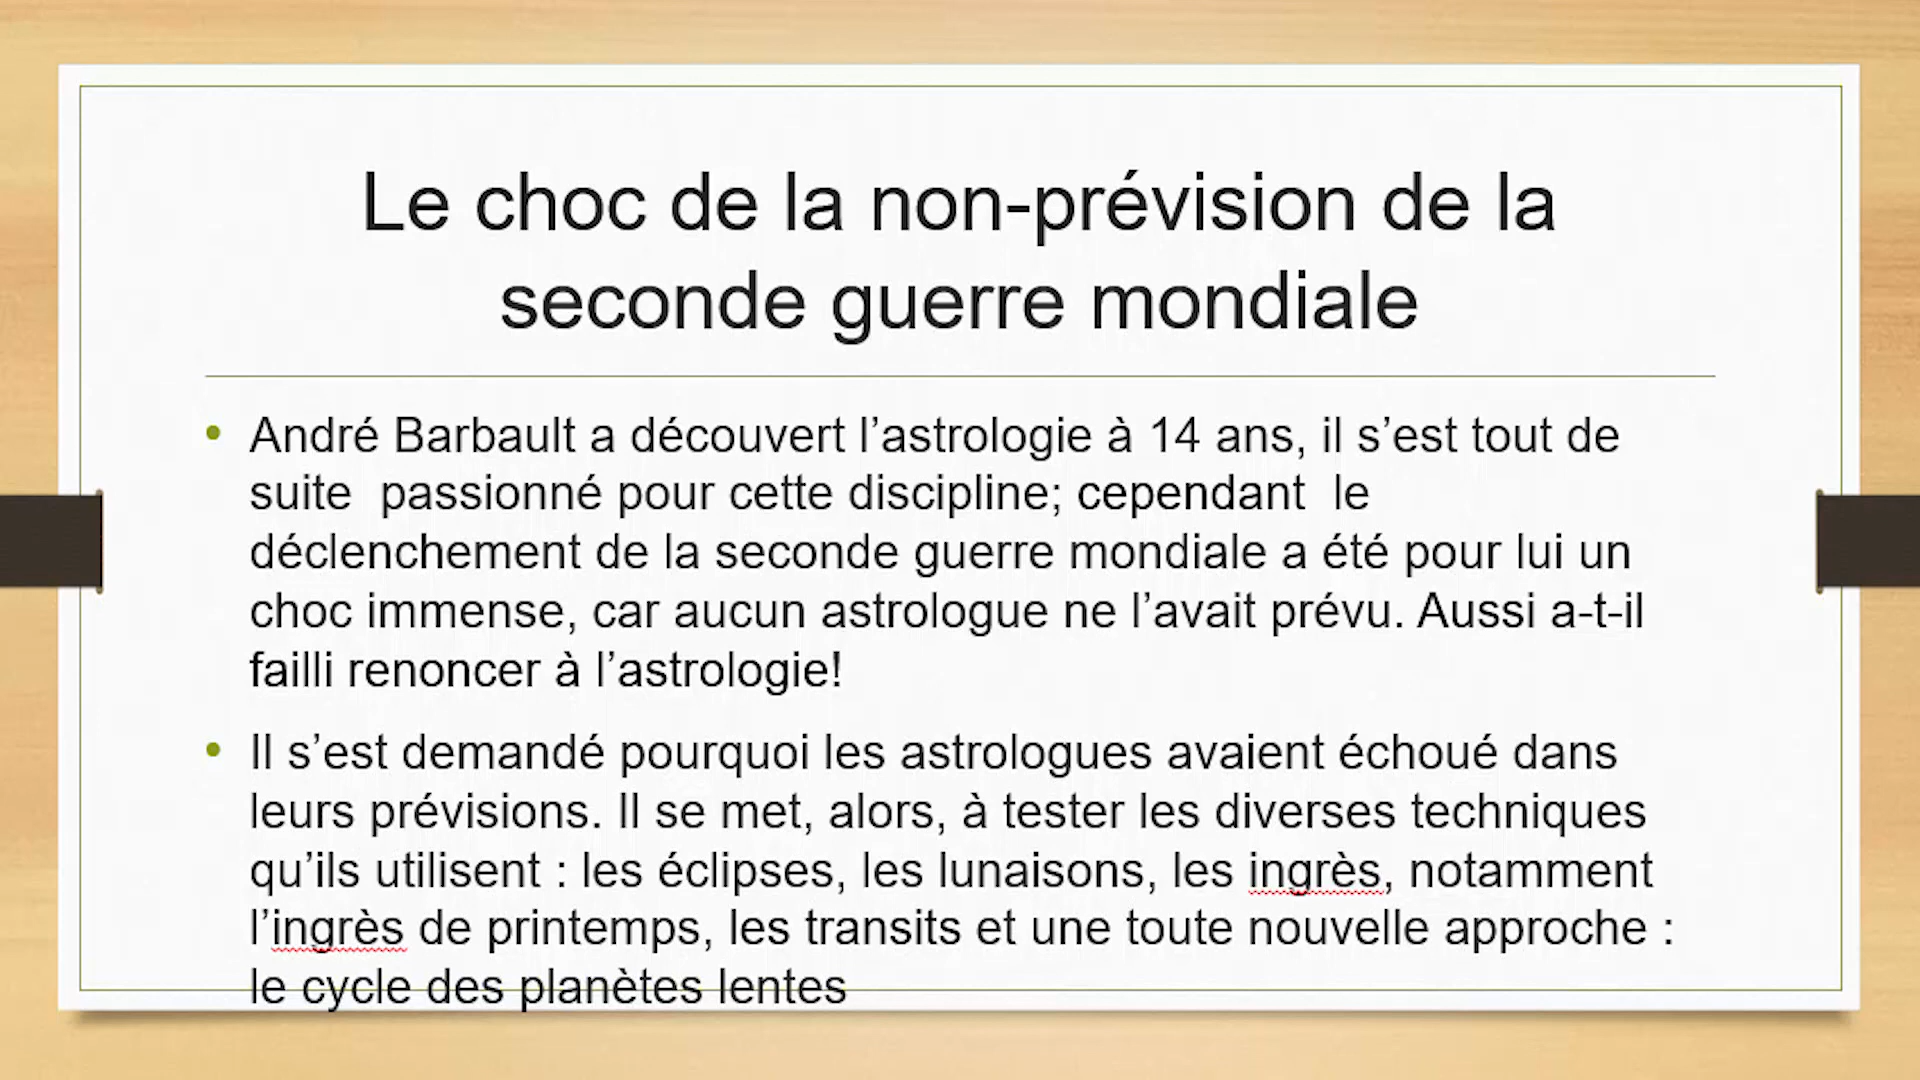 Le choc de la non-prévision de la
seconde guerre mondiale
• André Barbault a découvert l’astrologie à 14 ans, il s’est tout de
suite  passionné pour cette discipline; cependant  le
déclenchement de la seconde guerre mondiale a été pour lui un
choc immense, car aucun astrologue ne l’avait prévu. Aussi a-t-il
failli renoncer à l’astrologie!
• Il s’est demandé pourquoi les astrologues avaient échoué dans
leurs prévisions. Il se met, alors, à tester les diverses techniques
qu’ils utilisent : les éclipses, les lunaisons, les ingrès, notamment
l’ingrès de printemps, les transits et une toute nouvelle approche :
le cycle des planètes lentes